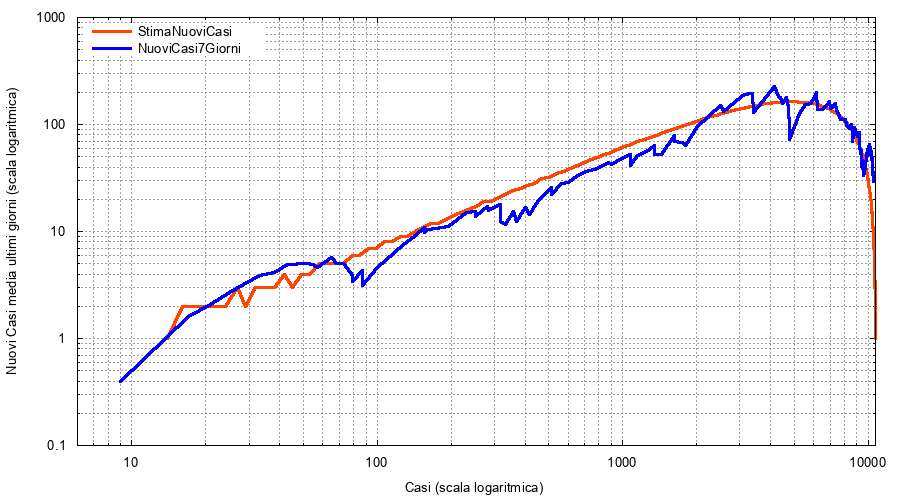 1000
StimaNuoviCasi
NuoviCasi7Giorni
100
10
1
0.1
Nuovi Casi media ultimi giorni (scala logaritmica)
10
100
1000
10000
Casi (scala logaritmica)